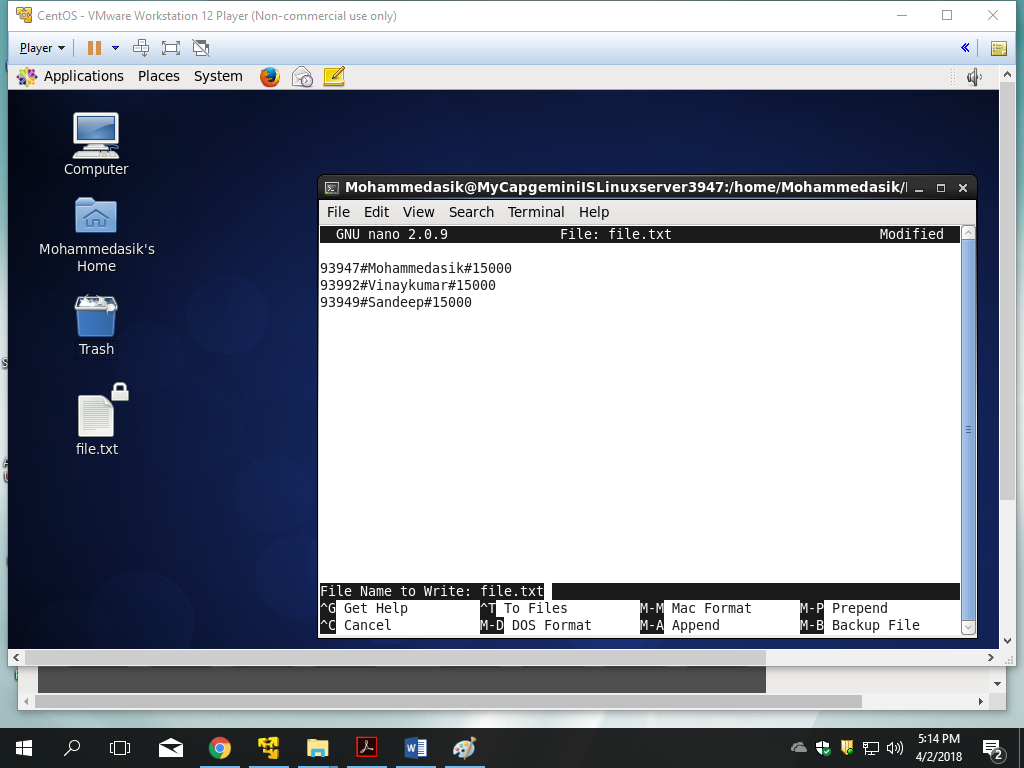 CentOS - VMware Workstation 12 Player (Non-commercial use only)
Player
Applications Places System
Computer
Mohammedasik's
Home
Trash
file.txt
Mohammedasik@MyCapgeminiISLinuxserver3947:/home/Mohammedasik/
File Edit View Search Terminal Help
GNU nano 2.0.9 File: file.txt Modified
93947#Mohammedasik#15000
93992#Vinaykumar#15000
93949#Sandeep#15000
File Name to Write: file.txt
^G Get Help ^T To Files M-M Mac Format M-P Prepend
^C Cancel M-D DOS Format M-A Append M-B Backup File
5:14 PM
4/2/2018
2